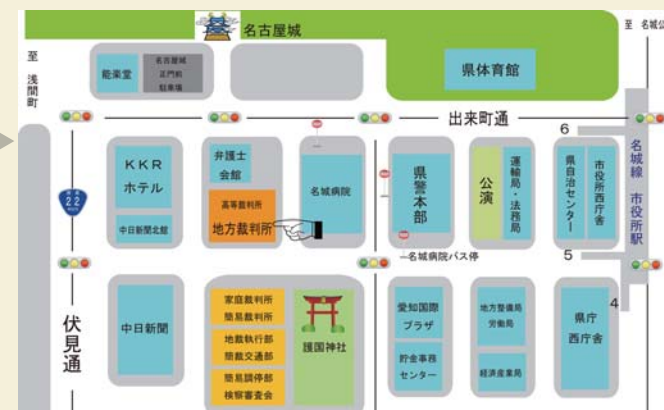 名古屋城
至 名城公
至 浅間町
能楽堂
名古屋城
正門前
駐車場
県体育館
出来町通
6
KKR
ホテル
中日新聞北館
弁護士
会館
高等裁判所
地方裁判所
名城病院
県警本部
公演
運輸局・法務局
県自治センター
市役所西庁舎
名城線 市役所駅
国道
22
名城病院バス停
5
4
伏見通
中日新聞
家庭裁判所
簡易裁判所
地裁執行部
簡裁交通部
簡易調停部
検察審査会
護国神社
愛知国際
プラザ
貯金事務
センター
地方整備局
労働局
経済産業局
県庁
西庁舎